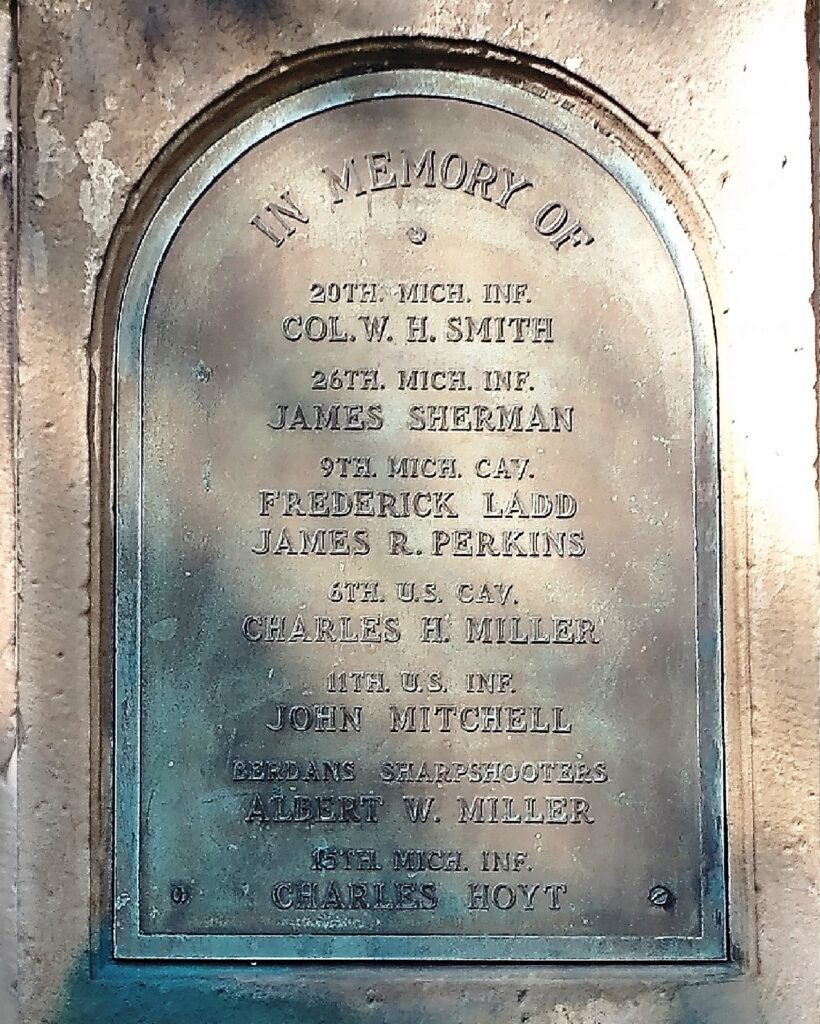 IN MEMORY OF
20TH. MICH. INF.
COL. W. H. SMITH
26TH. MICH. INF.
JAMES SHERMAN
9TH. MICH. CAV.
FREDERICK LADD
JAMES R. PERKINS
6TH. U.S. CAV.
CHARLES H. MILLER
11TH. U.S. INF.
JOHN MITCHELL
BERDANS SHARPSHOOTERS
ALBERT W. MILLER
15TH. MICH. INF.
CHARLES HOYT